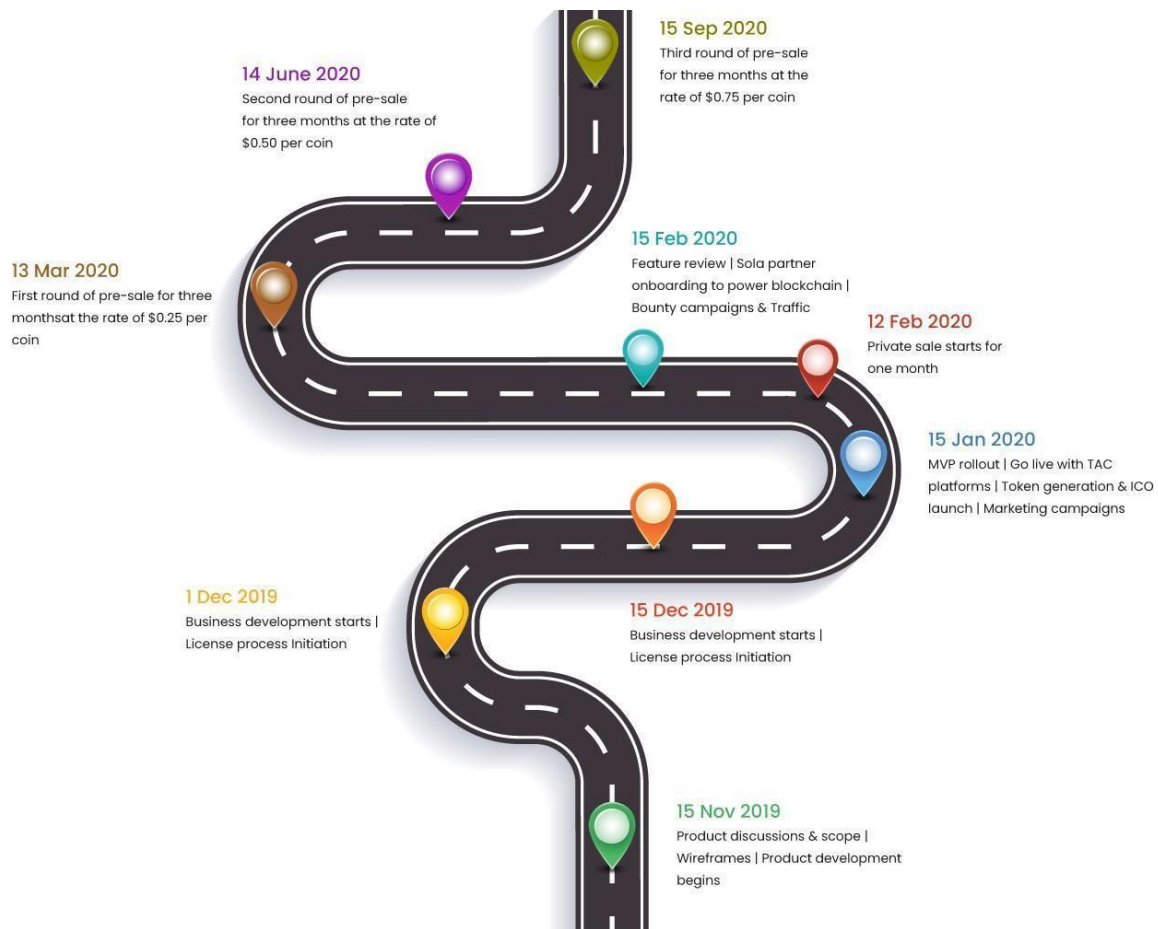 15 Sep 2020
Third round of pre-sale
for three months at the
rate of $0.75 per coin
14 June 2020
Second round of pre-sale
for three months at the rate of
$0.50 per coin
15 Feb 2020
Feature review | Sola partner
onboarding to power blockchain |
Bounty campaigns & Traffic
13 Mar 2020
First round of pre-sale for three
monthsat the rate of $0.25 per
coin
12 Feb 2020
Private sale starts for
one month
15 Jan 2020
MVP rollout | Go live with TAC
platforms | Token generation & ICO
launch | Marketing campaigns
1 Dec 2019
Business development starts |
License process Initiation
15 Dec 2019
Business development starts |
License process Initiation
15 Nov 2019
Product discussions & scope |
Wireframes | Product development
begins